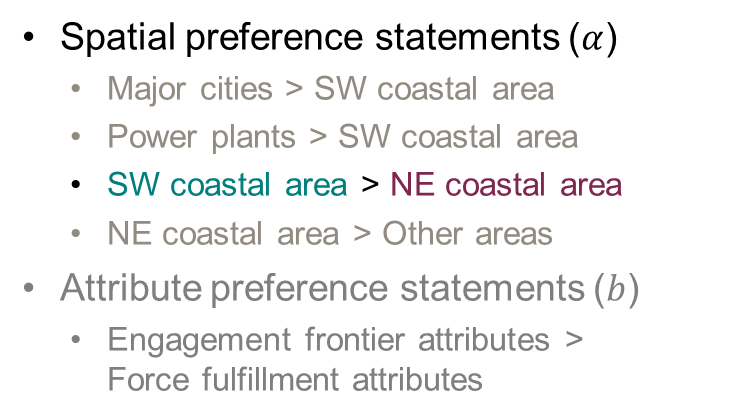 • Spatial preference statements (α)
• Major cities > SW coastal area
• Power plants > SW coastal area
• SW coastal area > NE coastal area
• NE coastal area > Other areas
• Attribute preference statements (b)
• Engagement frontier attributes >
Force fulfillment attributes